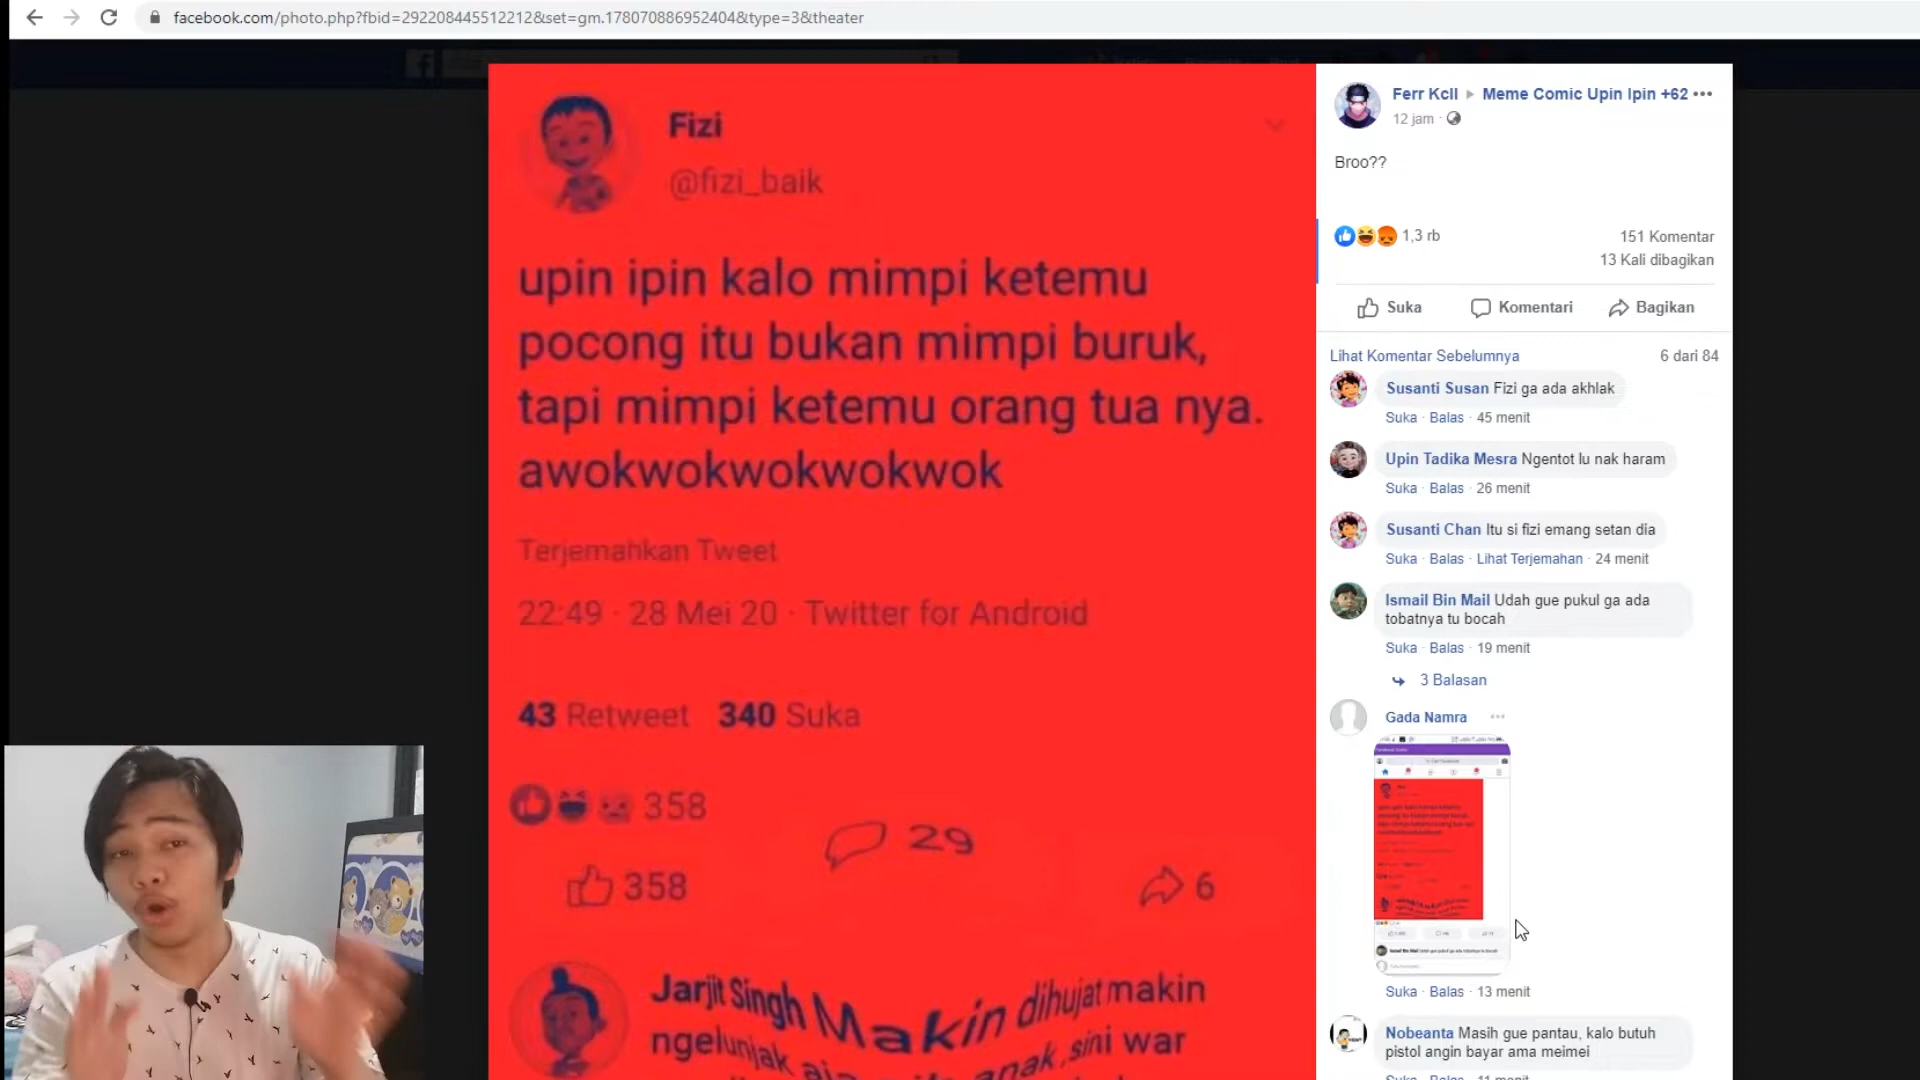 facebook.com/photo.php?fbid=292208445512212&set=gm.178070886952404&type=3&theater
Fizi
@fizi_baik
upin ipin kalo mimpi ketemu
pocong itu bukan mimpi buruk,
tapi mimpi ketemu orang tua nya.
awokwokwokwokwok
Terjemahkan Tweet
22:49 · 28 Mei 20 · Twitter for Android
43 Retweet 340 Suka
358
29
358
6
Jarjit Singh Makin dihujat makin
ngelunjak
anak ,sini war
Ferr Kcll ▸ Meme Comic Upin Ipin +62
12 jam ·
Broo??
1,3 rb
151 Komentar
13 Kali dibagikan
Suka Komentari Bagikan
Lihat Komentar Sebelumnya 6 dari 84
Susanti Susan Fizi ga ada akhlak
Suka · Balas · 45 menit
Upin Tadika Mesra Ngentot lu nak haram
Suka · Balas · 26 menit
Susanti Chan Itu si fizi emang setan dia
Suka · Balas · Lihat Terjemahan · 24 menit
Ismail Bin Mail Udah gue pukul ga ada
tobatnya tu bocah
Suka · Balas · 19 menit
3 Balasan
Gada Namra
Suka · Balas · 13 menit
Nobeanta Masih gue pantau, kalo butuh
pistol angin bayar ama meimei
Suka · Balas · 11 menit